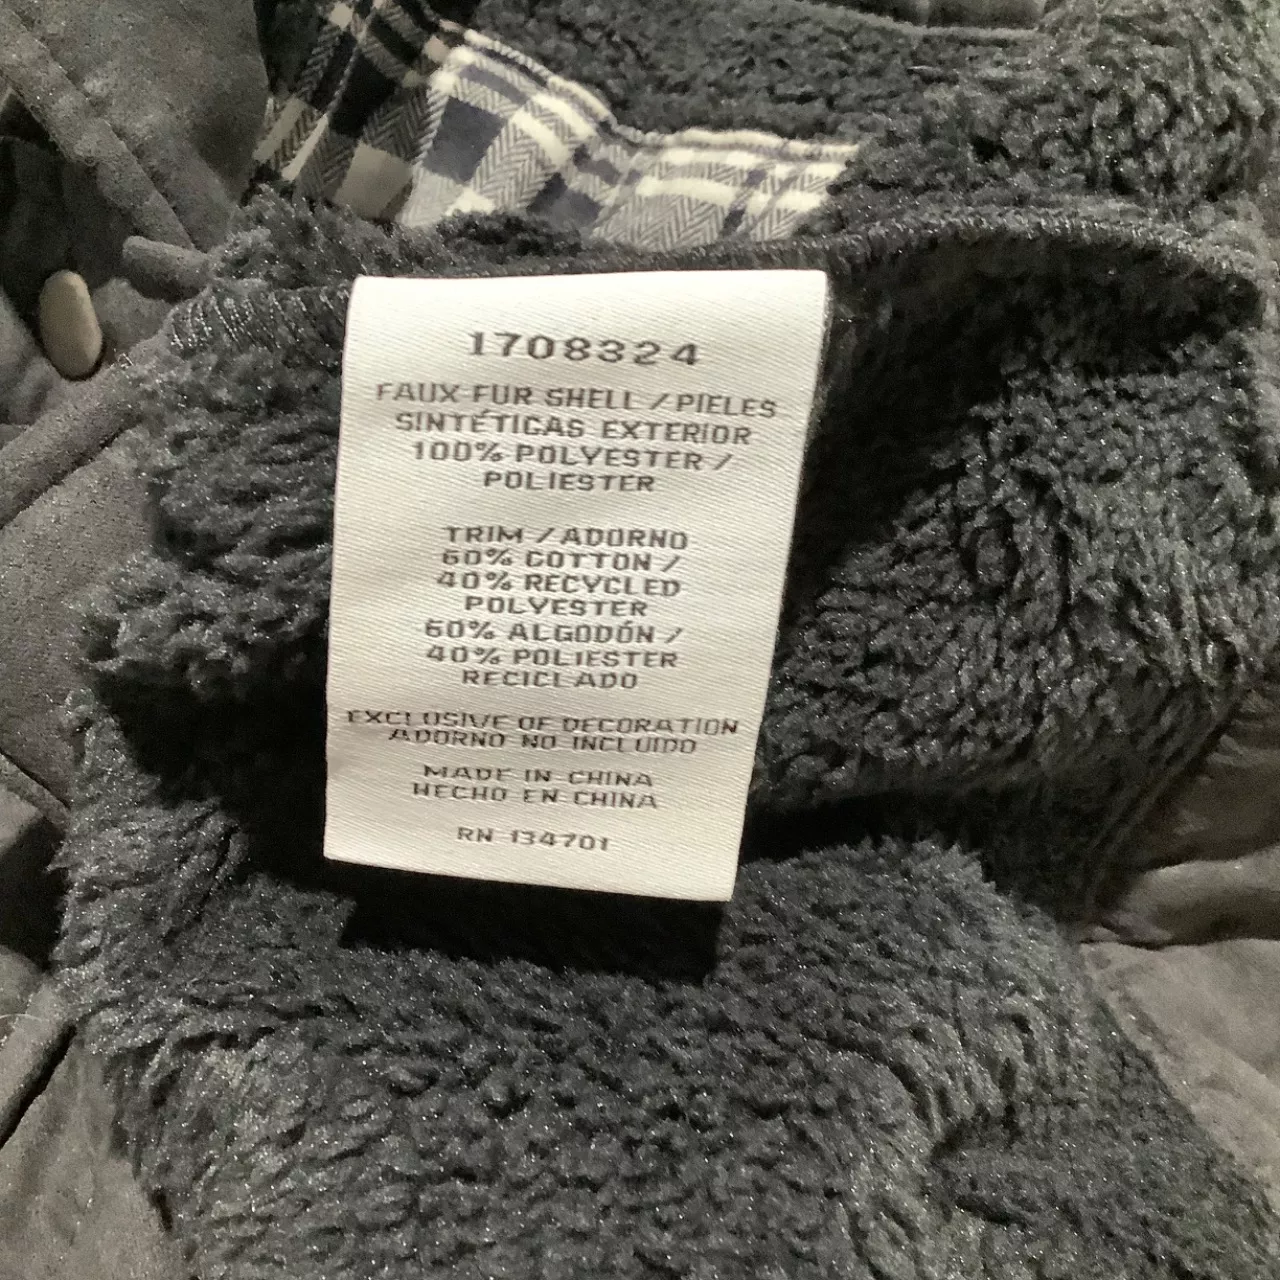 1708324
FAUX FUR SHELL / PIELES
SINTÉTICAS EXTERIOR
100% POLYESTER /
POLIESTER
TRIM / ADORNO
60% COTTON /
40% RECYCLED
POLYESTER
60% ALGODÓN /
40% POLIESTER
RECICLADO
EXCLUSIVE OF DECORATION
ADORNO NO INCLUIDO
MADE IN CHINA
HECHO EN CHINA
RN 134701